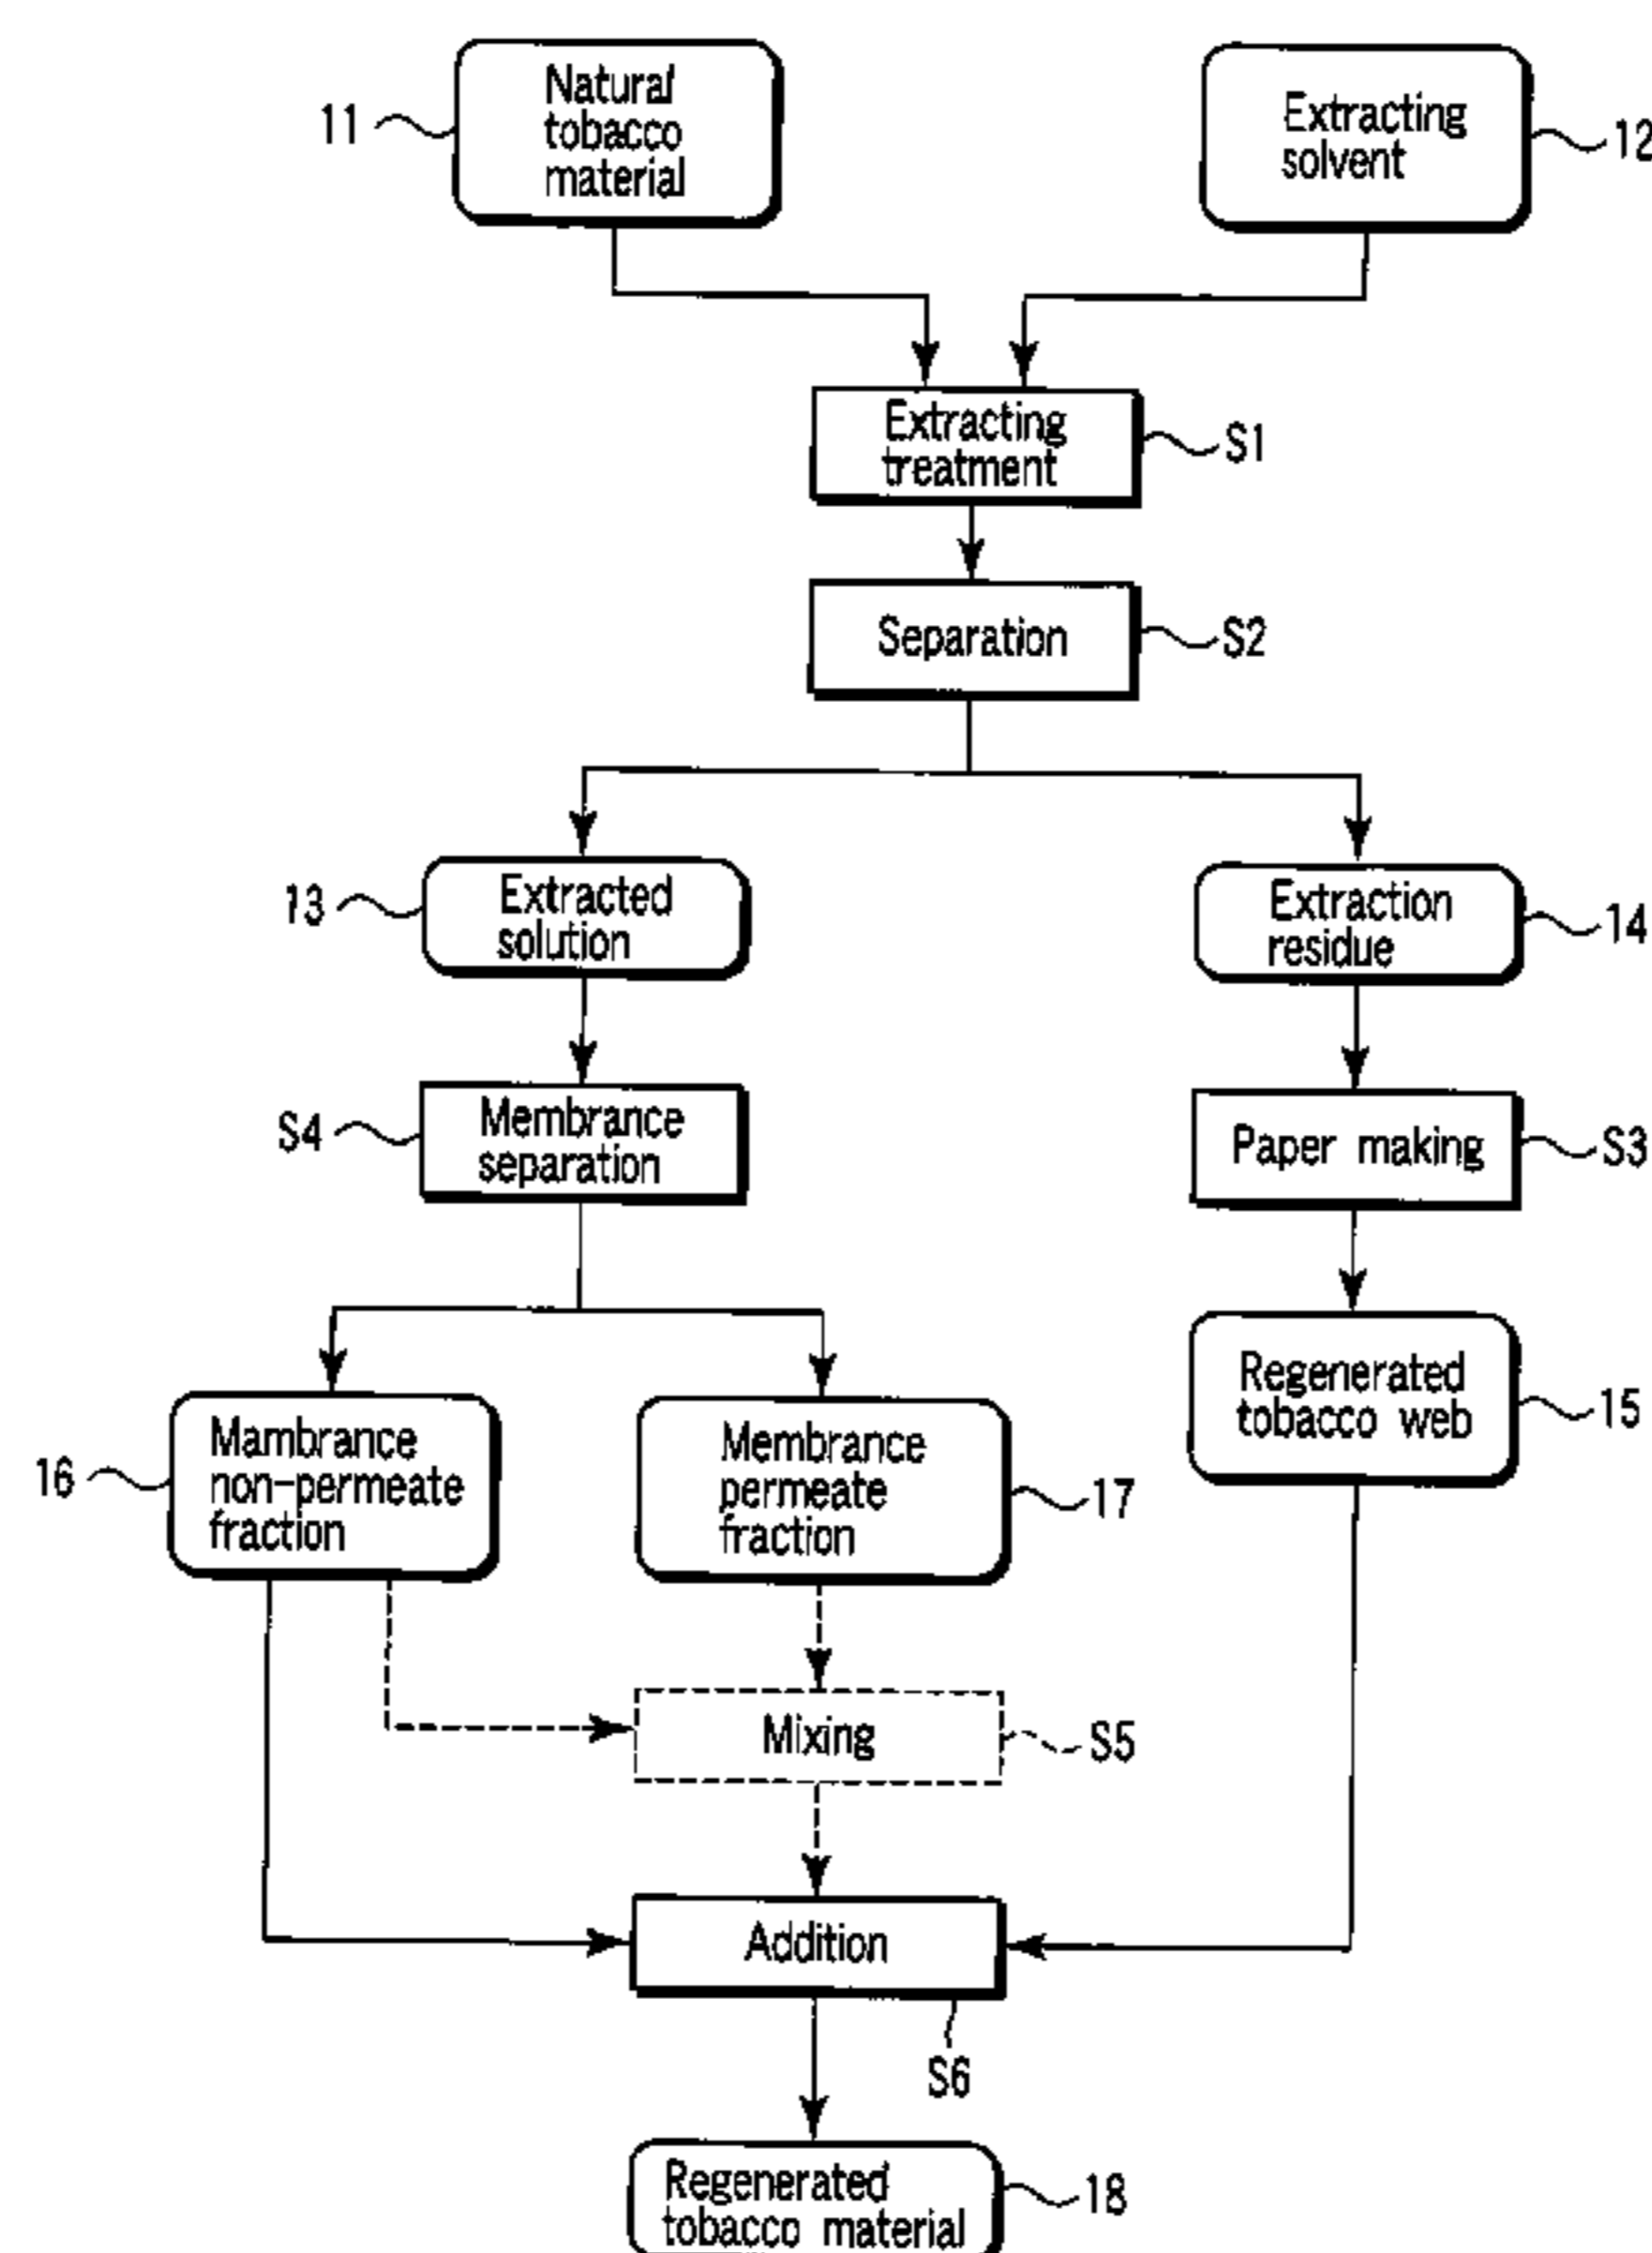 11
Natural
tobacco
material
Extracting
solvent
12
Extracting
treatment
S1
Separation
S2
13
Extracted
solution
Extraction
residue
14
S4
Membrance
separation
Paper making
S3
16
Mambrance
non-permeate
fraction
Membrance
permeate
fraction
17
Regenerated
tobacco web
15
Mixing
S5
Addition
S6
Regenerated
tobacco material
18